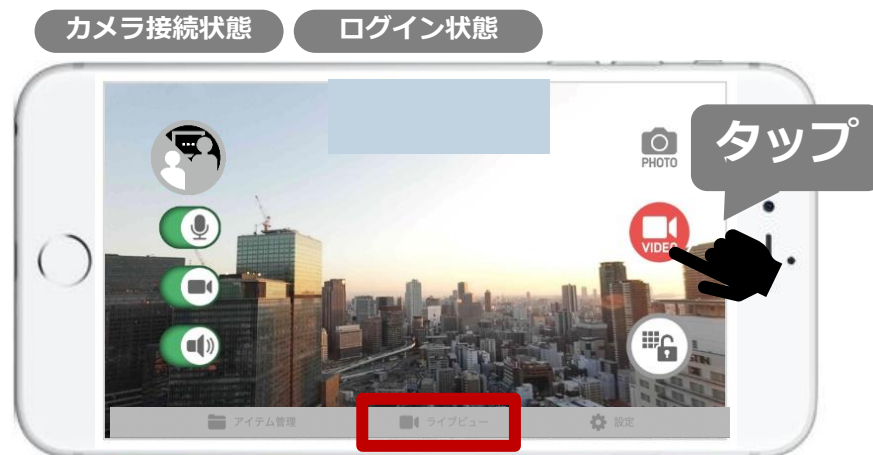 カメラ接続状態
ログイン状態
PHOTO
タップ
VIDEO
アイテム管理
ライブビュー
設定